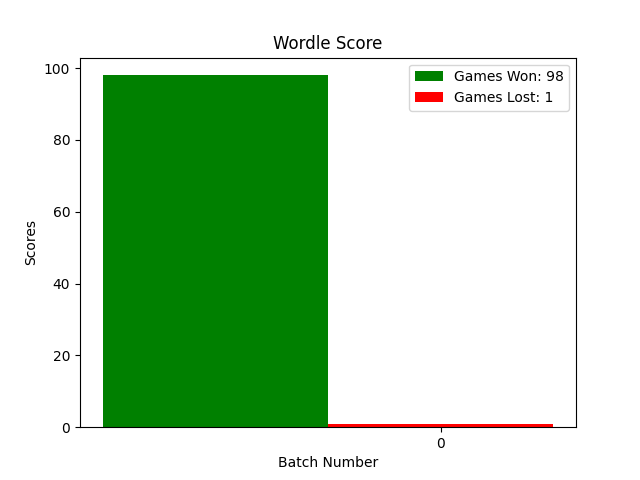 Wordle Score
Games Won: 98
Games Lost: 1
100
80
60
40
20
0
Scores
0
Batch Number